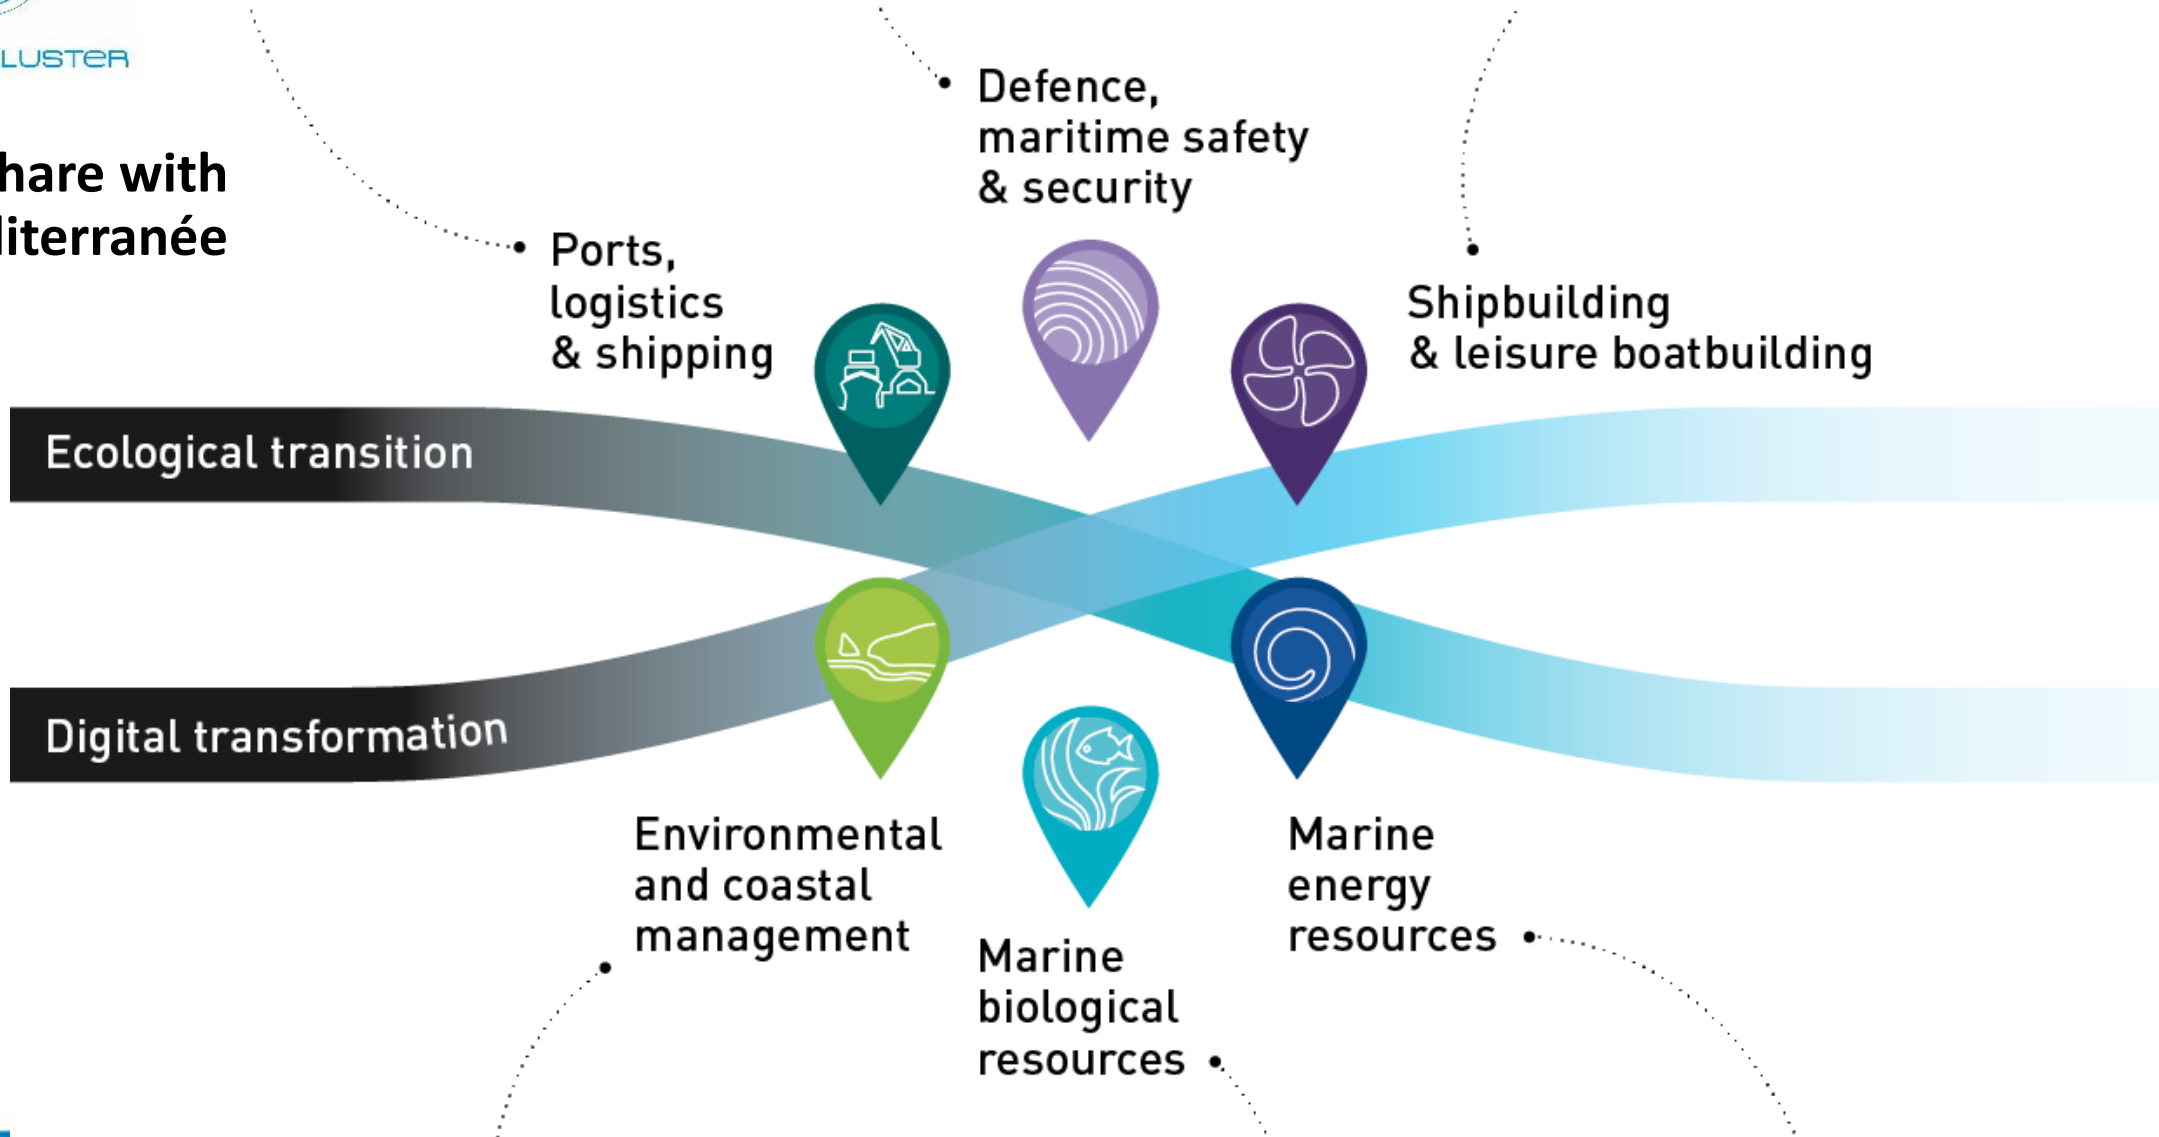 LUSTER
hare with
literranée
Defence,
maritime safety
& security
Ports,
logistics
& shipping
Shipbuilding
& leisure boatbuilding
Ecological transition
Digital transformation
Environmental
and coastal
management
Marine
biological
resources
Marine
energy
resources